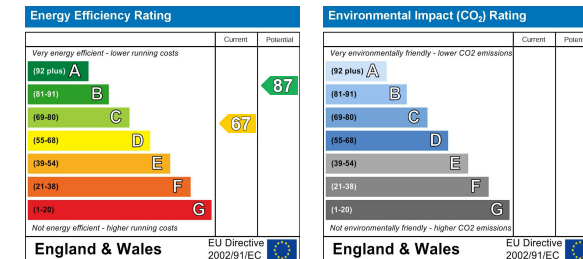 Energy Efficiency Rating
Current Potential
Very energy efficient - lower running costs
(92 plus) A
(81-91) B
87
(69-80) C
67
(55-68) D
(39-54) E
(21-38) F
(1-20) G
Not energy efficient - higher running costs
England & Wales
EU Directive
2002/91/EC
Environmental Impact (CO₂) Rating
Current Poten
Very environmentally friendly - lower CO2 emissions
(92 plus) A
(81-91) B
(69-80) C
(55-68) D
(39-54) E
(21-38) F
(1-20) G
Not environmentally friendly - higher CO2 emissions
England & Wales
EU Directive
2002/91/EC